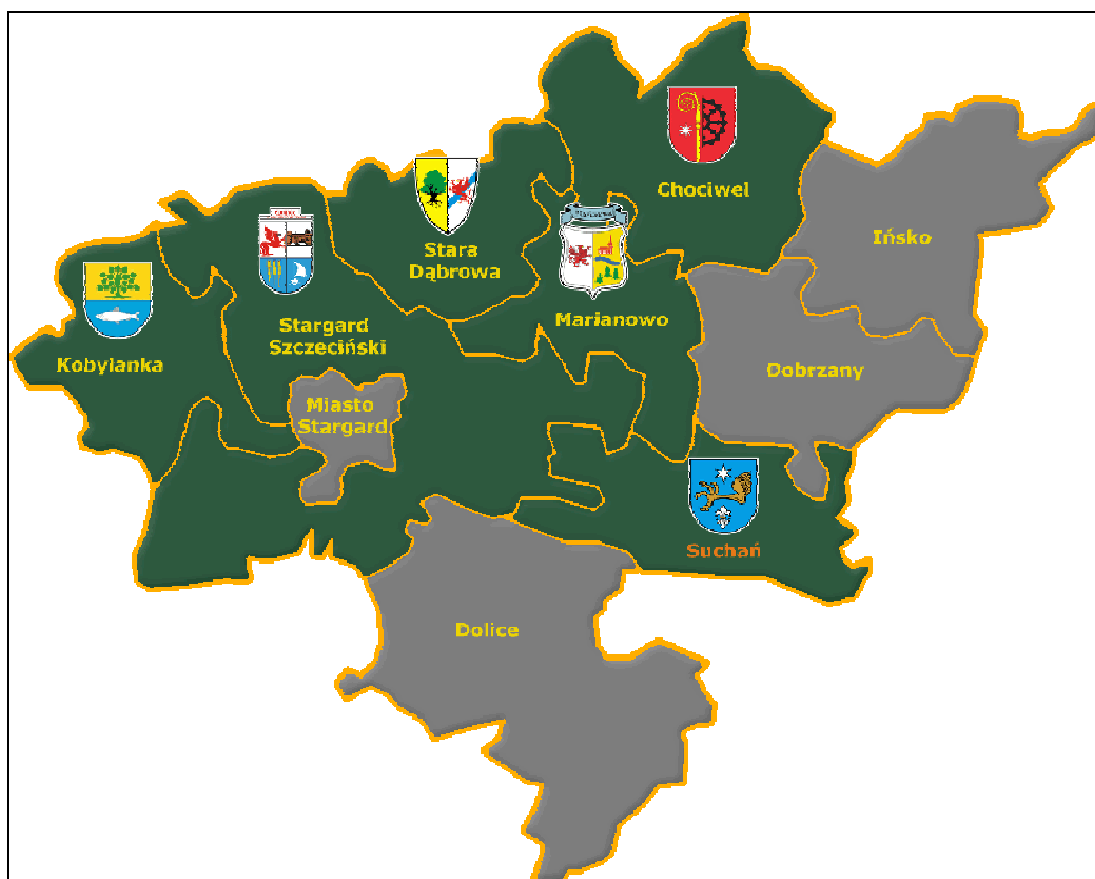 Chociwel
Ińsko
Stara
Dąbrowa
Marianowo
Stargard
Szczeciński
Kobylanka
Dobrzany
Miasto
Stargard
Suchań
Dolice